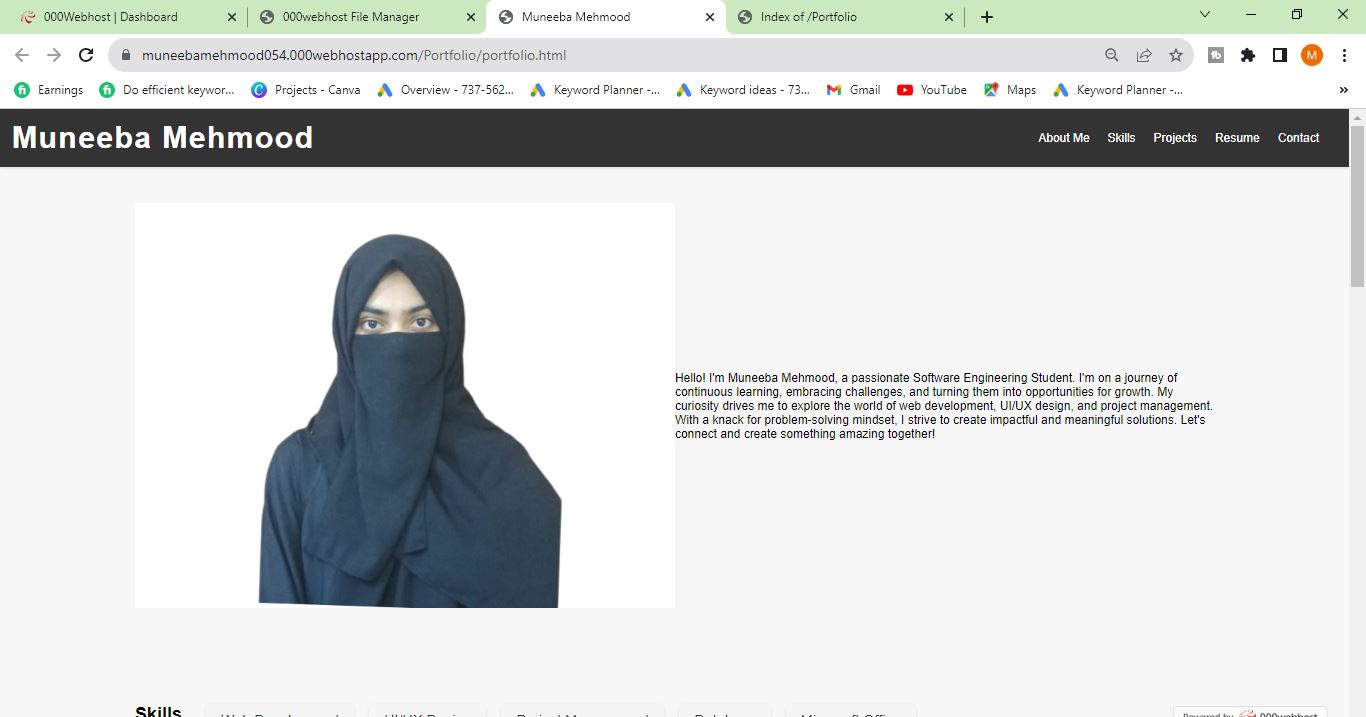 000Webhost | Dashboard
000webhost File Manager
Muneeba Mehmood
Index of /Portfolio
muneebamehmood054.000webhostapp.com/Portfolio/portfolio.html
M
Earnings
Do efficient keywor...
Projects - Canva
Overview - 737-562...
Keyword Planner -...
Keyword ideas - 73...
Gmail
YouTube
Maps
Keyword Planner -...
Muneeba Mehmood
About Me
Skills
Projects
Resume
Contact
Hello! I'm Muneeba Mehmood, a passionate Software Engineering Student. I'm on a journey of
continuous learning, embracing challenges, and turning them into opportunities for growth. My
curiosity drives me to explore the world of web development, UI/UX design, and project management.
With a knack for problem-solving mindset, I strive to create impactful and meaningful solutions. Let's
connect and create something amazing together!
Skills
Powered by 000webhost